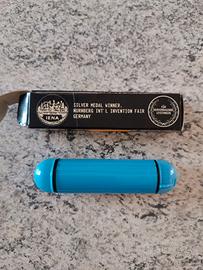 IENA
SILVER MEDAL WINNER,
NURNBERG INT'L INVENTION FAIR
GERMANY